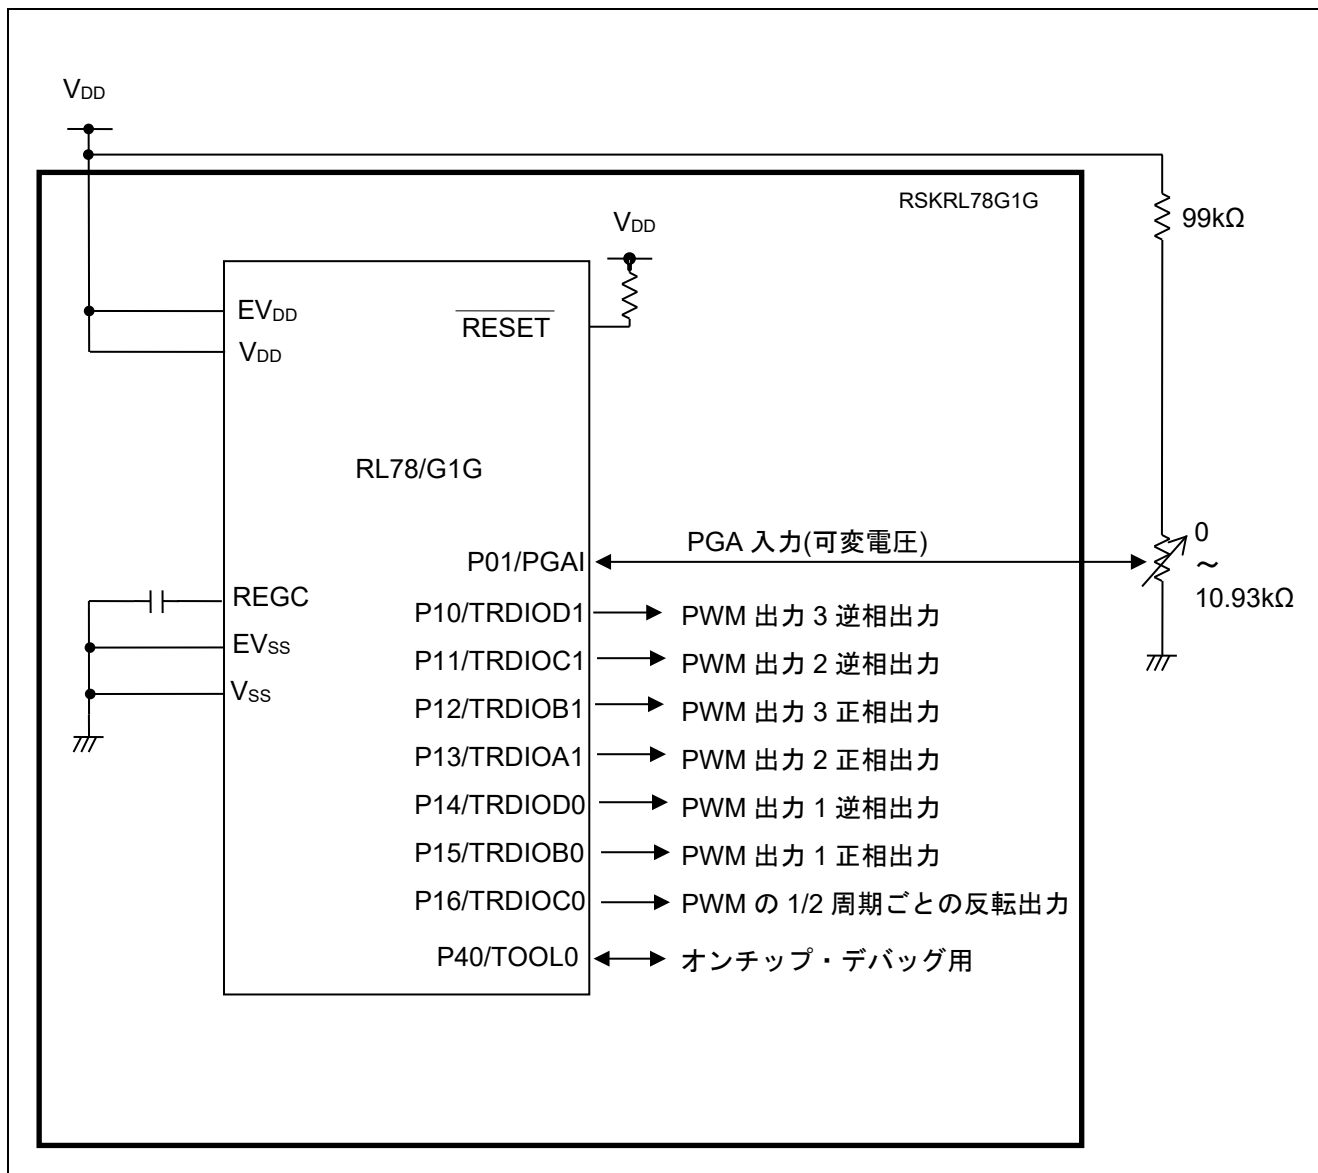 VDD
RSKRL78G1G
99kΩ
VDD
EVDD
RESET
VDD
RL78/G1G
PGA 入力(可変電圧)
0
～
10.93kΩ
P01/PGAI
REGC
P10/TRDIOD1
PWM 出力 3 逆相出力
EVSS
P11/TRDIOC1
PWM 出力 2 逆相出力
VSS
P12/TRDIOB1
PWM 出力 3 正相出力
P13/TRDIOA1
PWM 出力 2 正相出力
P14/TRDIOD0
PWM 出力 1 逆相出力
P15/TRDIOB0
PWM 出力 1 正相出力
P16/TRDIOC0
PWM の 1/2 周期ごとの反転出力
P40/TOOL0
オンチップ・デバッグ用